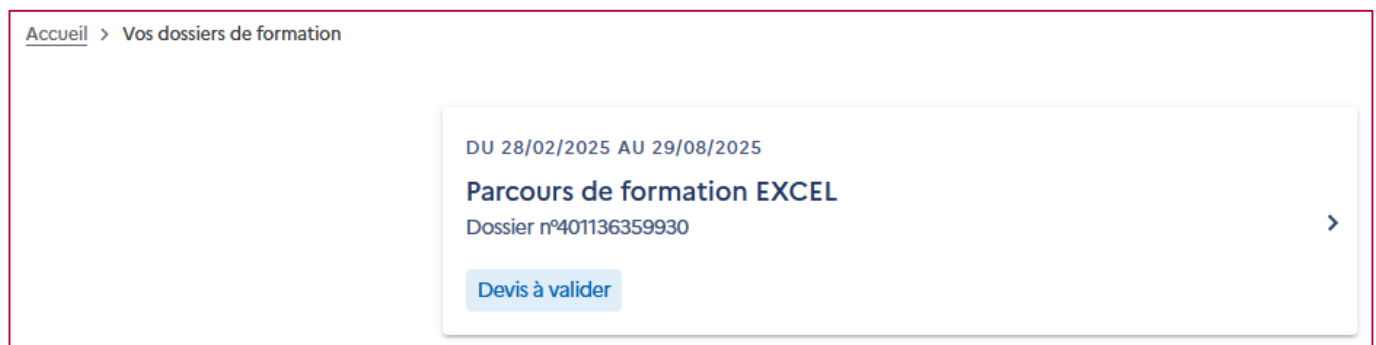 Accueil > Vos dossiers de formation
DU 28/02/2025 AU 29/08/2025
Parcours de formation EXCEL
Dossier nº401136359930
Devis à valider